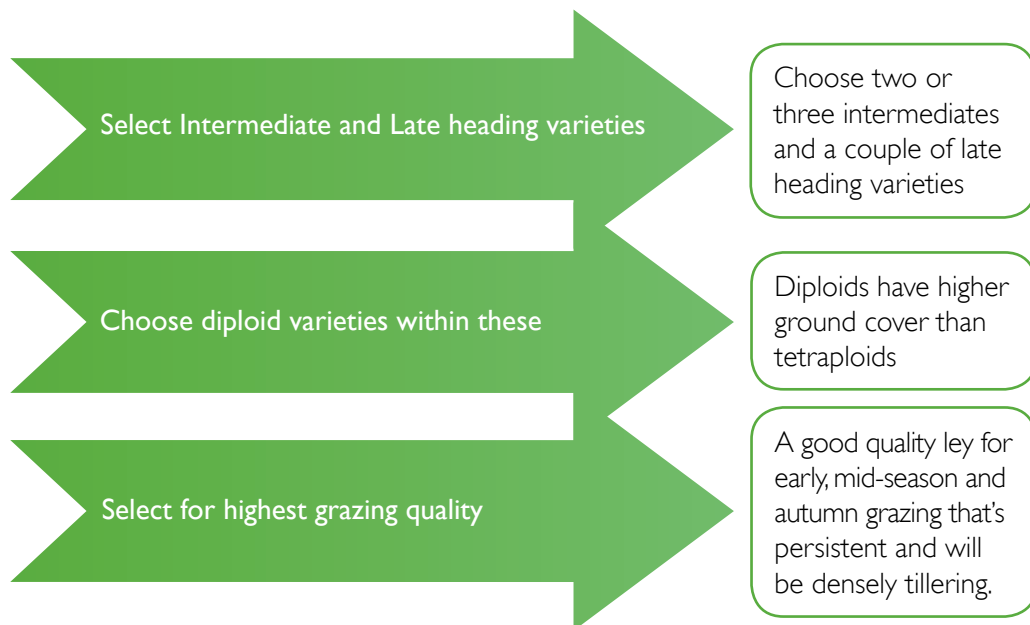 Select Intermediate and Late heading varieties
Choose two or
three intermediates
and a couple of late
heading varieties
Choose diploid varieties within these
Diploids have higher
ground cover than
tetraploids
Select for highest grazing quality
A good quality ley for
early, mid-season and
autumn grazing that's
persistent and will
be densely tillering.